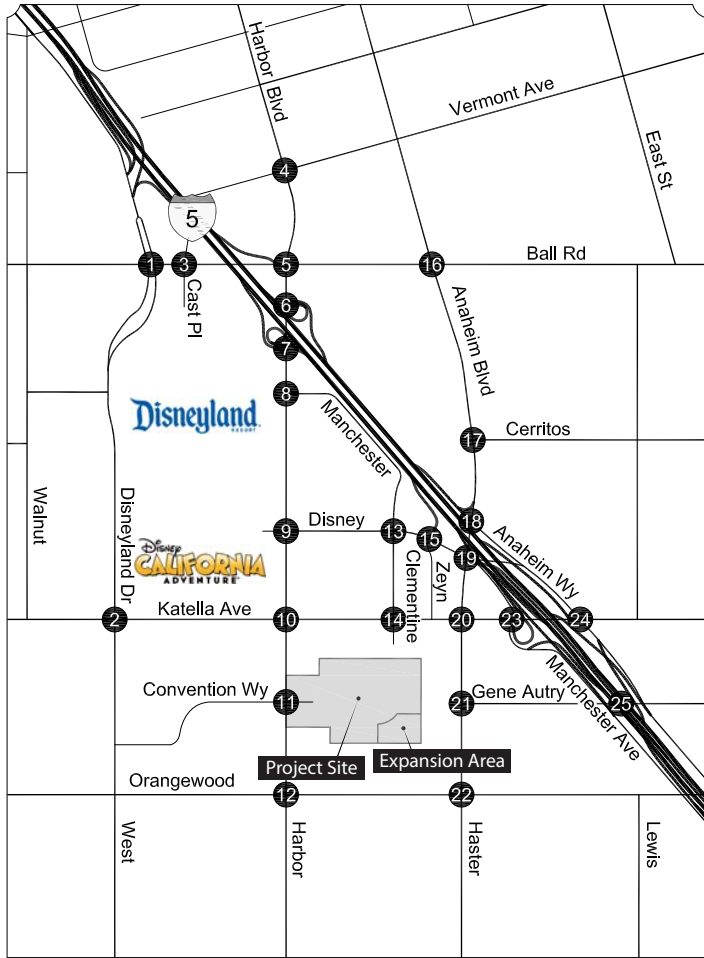 Harbor Blvd
Vermont Ave
East St
4
5
1
3
5
16
Ball Rd
Cast Pl
6
7
Anaheim Blvd
8
Disneyland
RESORT
Manchester
17
Cerritos
Walnut
Disneyland Dr
9
Disney
13
15
18
19
Anaheim Wy
Disney
CALIFORNIA
ADVENTURE
Clementine
Zeyn
2
Katella Ave
10
14
20
23
24
Convention Wy
11
21
Gene Autry
25
Manchester Ave
Project Site
Expansion Area
Orangewood
12
22
West
Harbor
Haster
Lewis